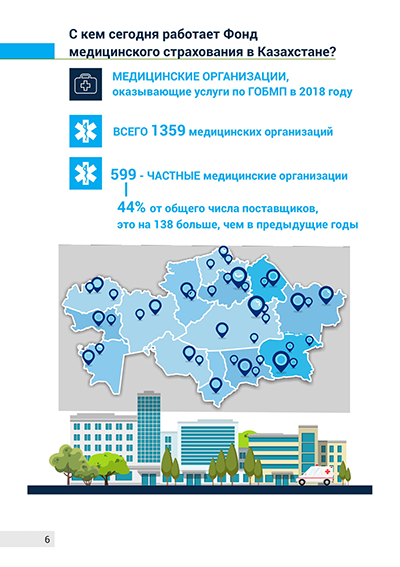 С кем сегодня работает Фонд
медицинского страхования в Казахстане?
МЕДИЦИНСКИЕ ОРГАНИЗАЦИИ,
оказывающие услуги по ГОБМП в 2018 году
ВСЕГО 1359 медицинских организаций
599 - ЧАСТНЫЕ медицинские организации
44% от общего числа поставщиков,
это на 138 больше, чем в предыдущие годы
6